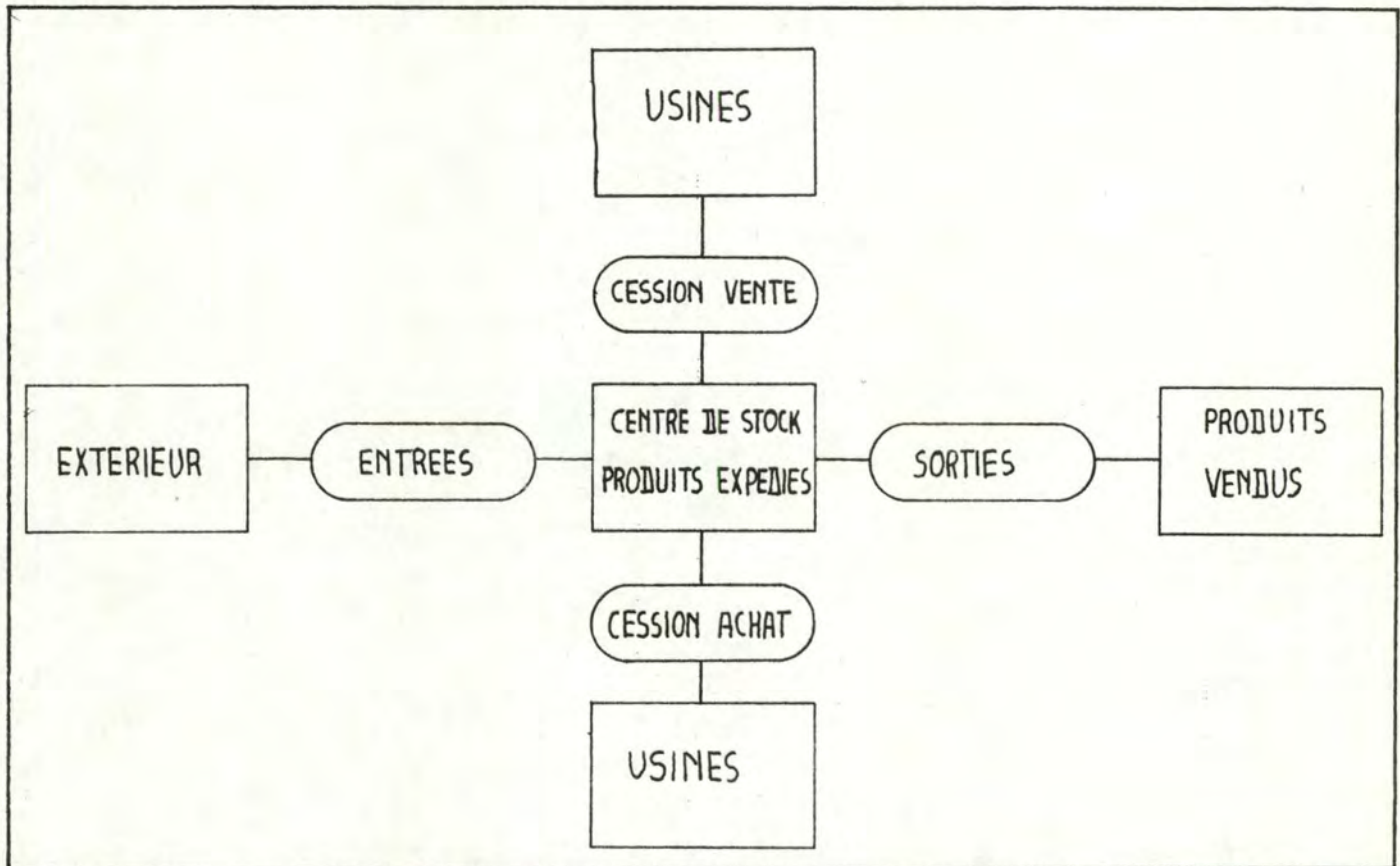 USINES
CESSION VENTE
EXTERIEUR
ENTREES
CENTRE DE STOCK
PRODUITS EXPEDIES
SORTIES
PRODUITS
VENDUS
CESSION ACHAT
USINES